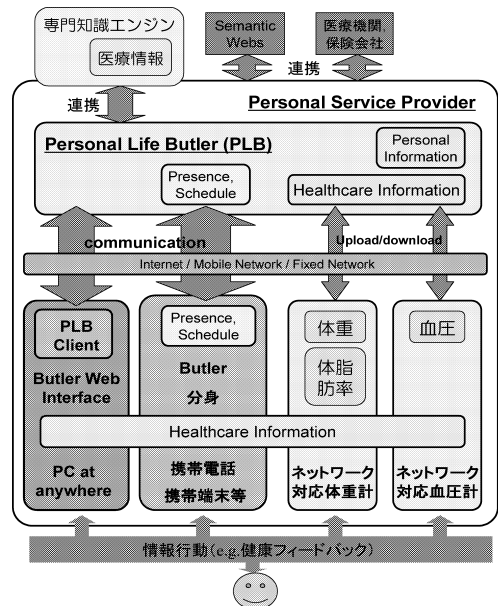 専門知識エンジン
医療情報
Semantic
Webs
医療機関,
保険会社
連携
連携
Personal Service Provider
Personal Life Butler (PLB)
Personal
Information
Presence,
Schedule
Healthcare Information
communication
Upload/download
Internet / Mobile Network / Fixed Network
PLB
Client
Butler Web
Interface
PC at
anywhere
Presence,
Schedule
Butler
分身
携帯電話
携帯端末等
体重
体脂
肪率
ネットワーク
対応体重計
血圧
ネットワーク
対応血圧計
Healthcare Information
情報行動(e.g.健康フィードバック)